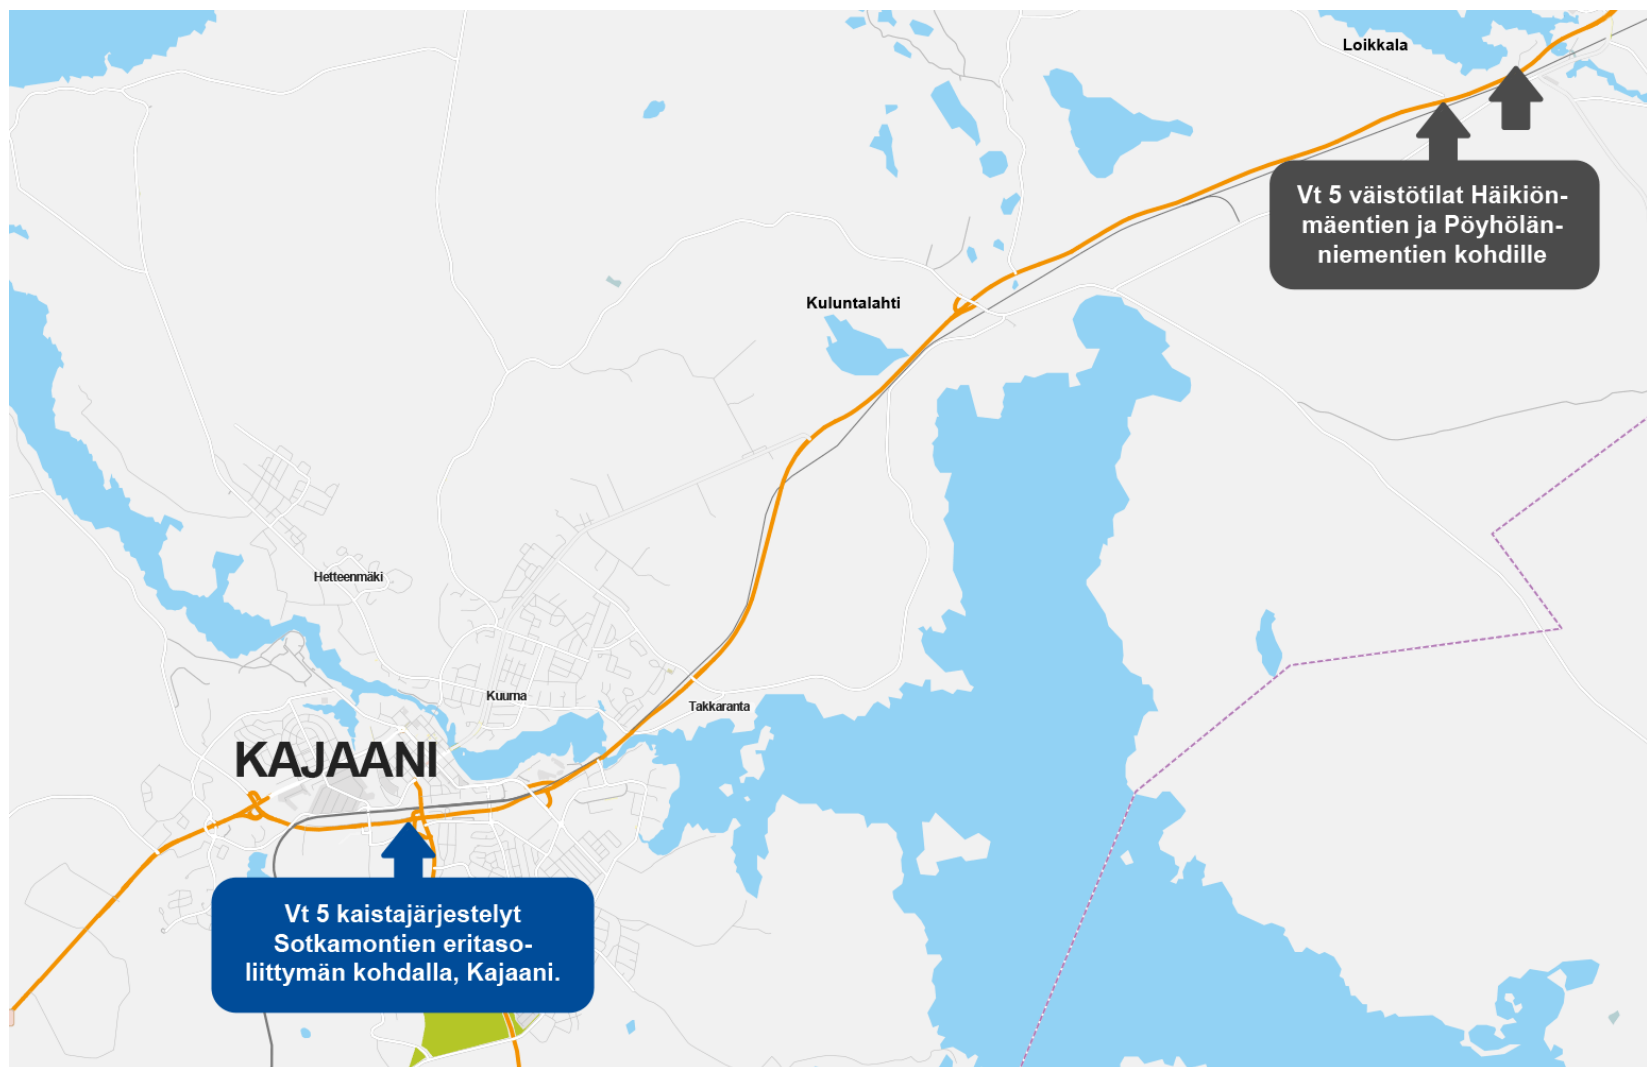 Loikkala
Vt 5 väistötilat Häikiön-
mäentien ja Pöyhölän-
niementien kohdille
Kuluntalahti
Hetteenmäki
Kuurna
Takkaranta
KAJAANI
Vt 5 kaistajärjestelyt
Sotkamontien eritaso-
liittymän kohdalla, Kajaani.